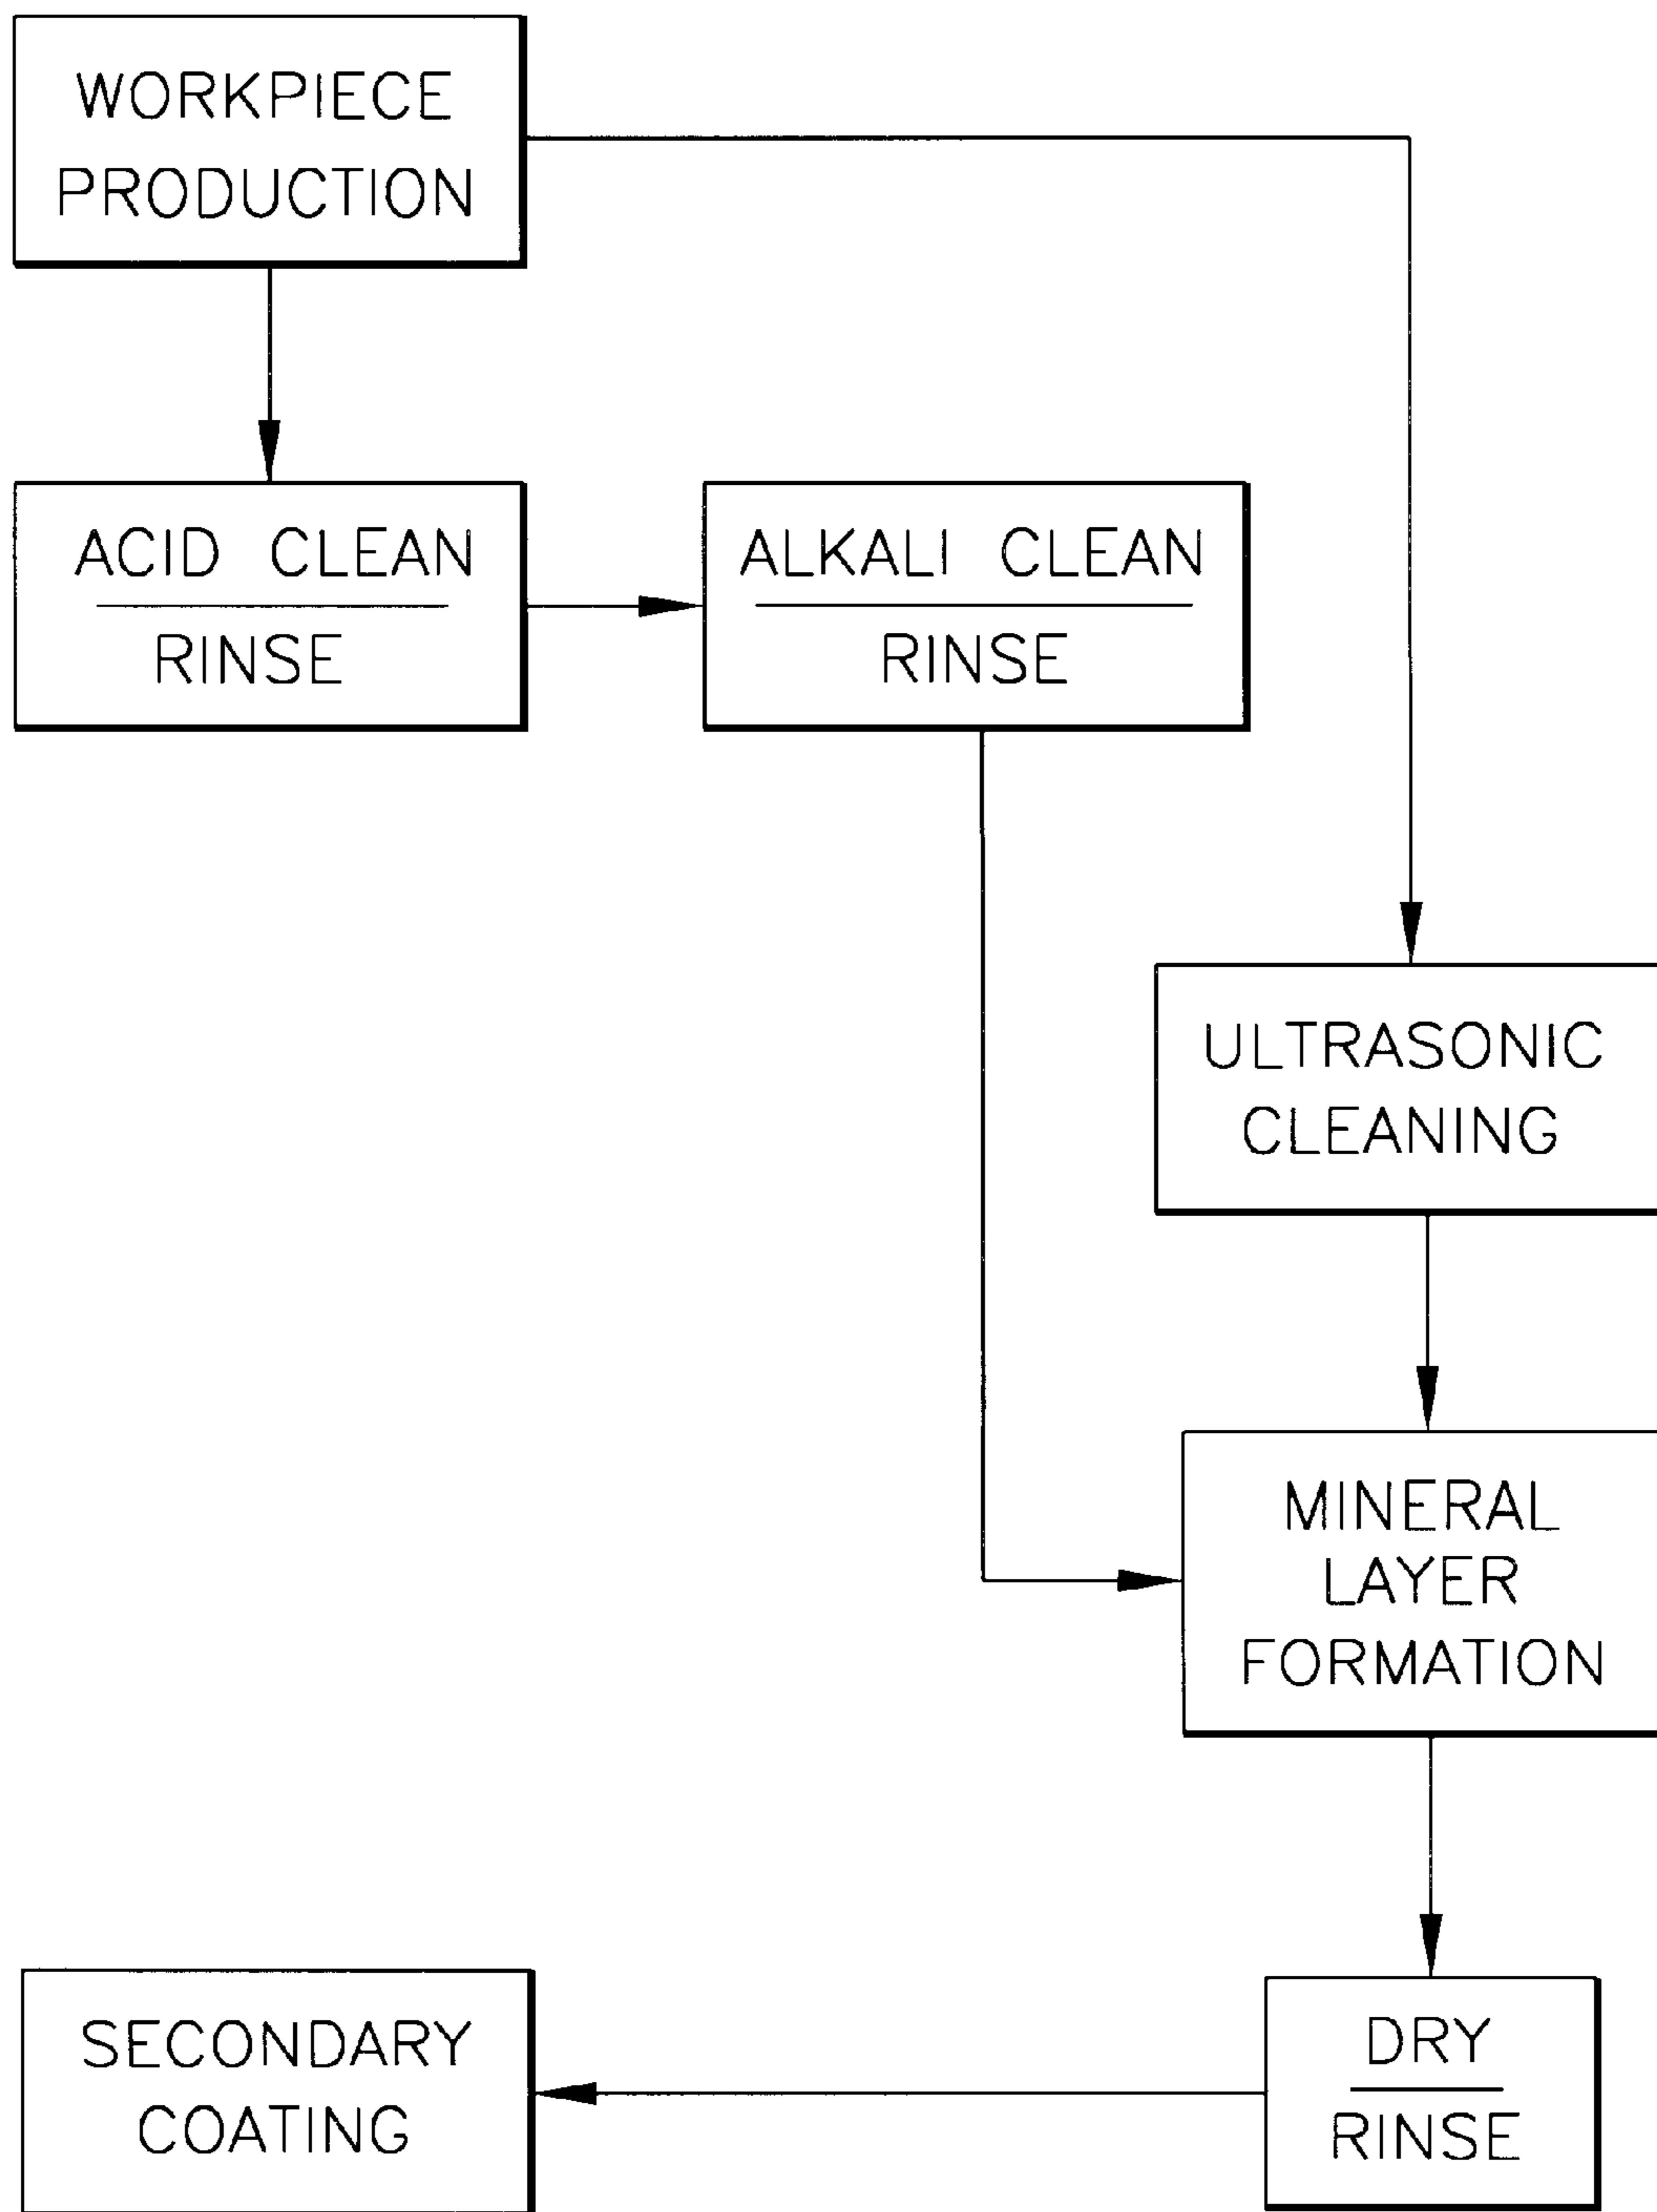 WORKPIECE
PRODUCTION
ACID CLEAN
RINSE
ALKALI CLEAN
RINSE
ULTRASONIC
CLEANING
MINERAL
LAYER
FORMATION
DRY
RINSE
SECONDARY
COATING